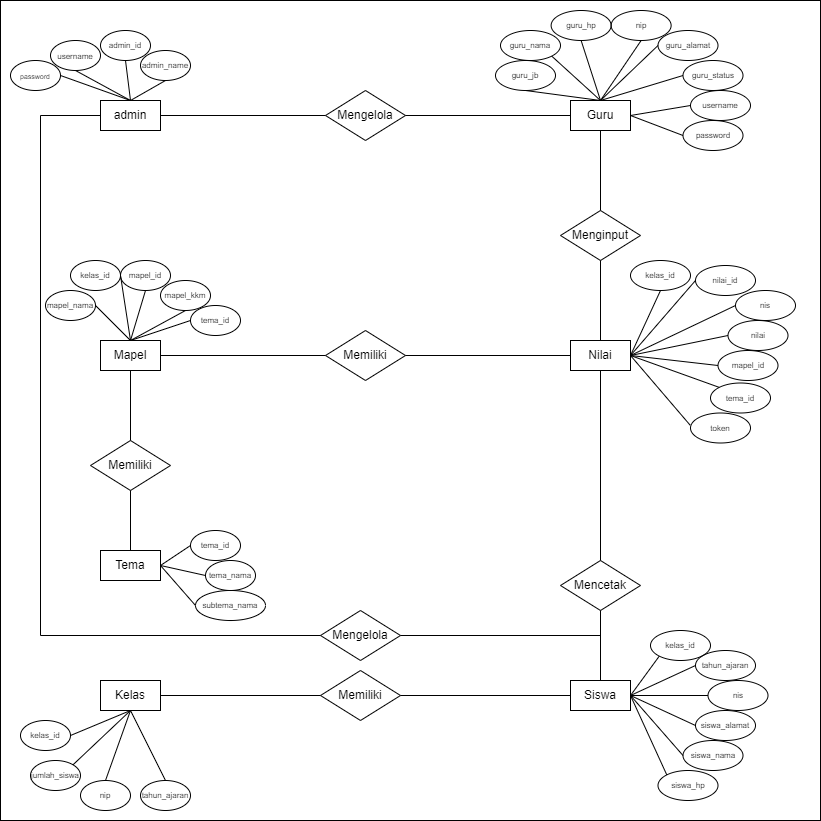 guru_hp
nip
admin_id
guru_nama
guru_alamat
username
admin_name
password
guru_jb
guru_status
username
admin
Mengelola
Guru
password
Menginput
kelas_id
mapel_id
kelas_id
nilai_id
mapel_nama
mapel_kkm
nis
tema_id
nilai
Mapel
Memiliki
Nilai
mapel_id
tema_id
token
Memiliki
tema_id
Tema
tema_nama
Mencetak
subtema_nama
Mengelola
kelas_id
tahun_ajaran
Kelas
Memiliki
Siswa
nis
kelas_id
siswa_alamat
jumlah_siswa
siswa_nama
nip
tahun_ajaran
siswa_hp